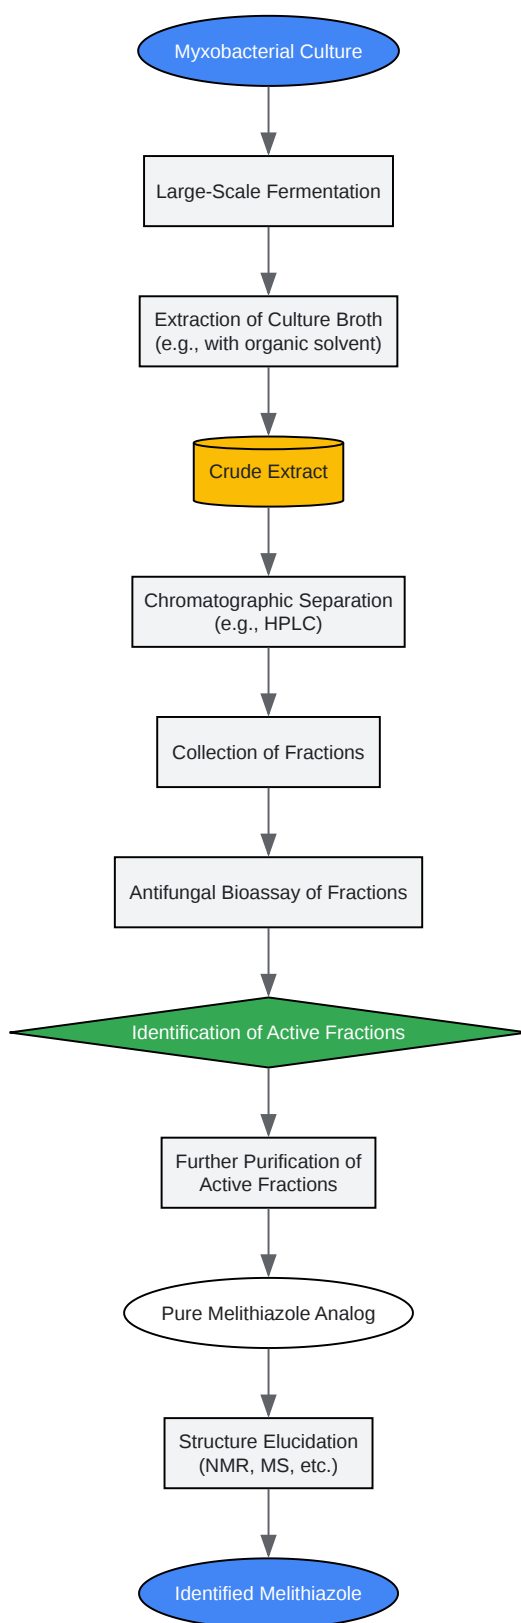 Myxobacterial Culture
Large-Scale Fermentation
Extraction of Culture Broth
(e.g., with organic solvent)
Crude Extract
Chromatographic Separation
(e.g., HPLC)
Collection of Fractions
Antifungal Bioassay of Fractions
Identification of Active Fractions
Further Purification of
Active Fractions
Pure Melithiazole Analog
Structure Elucidation
(NMR, MS, etc.)
Identified Melithiazole